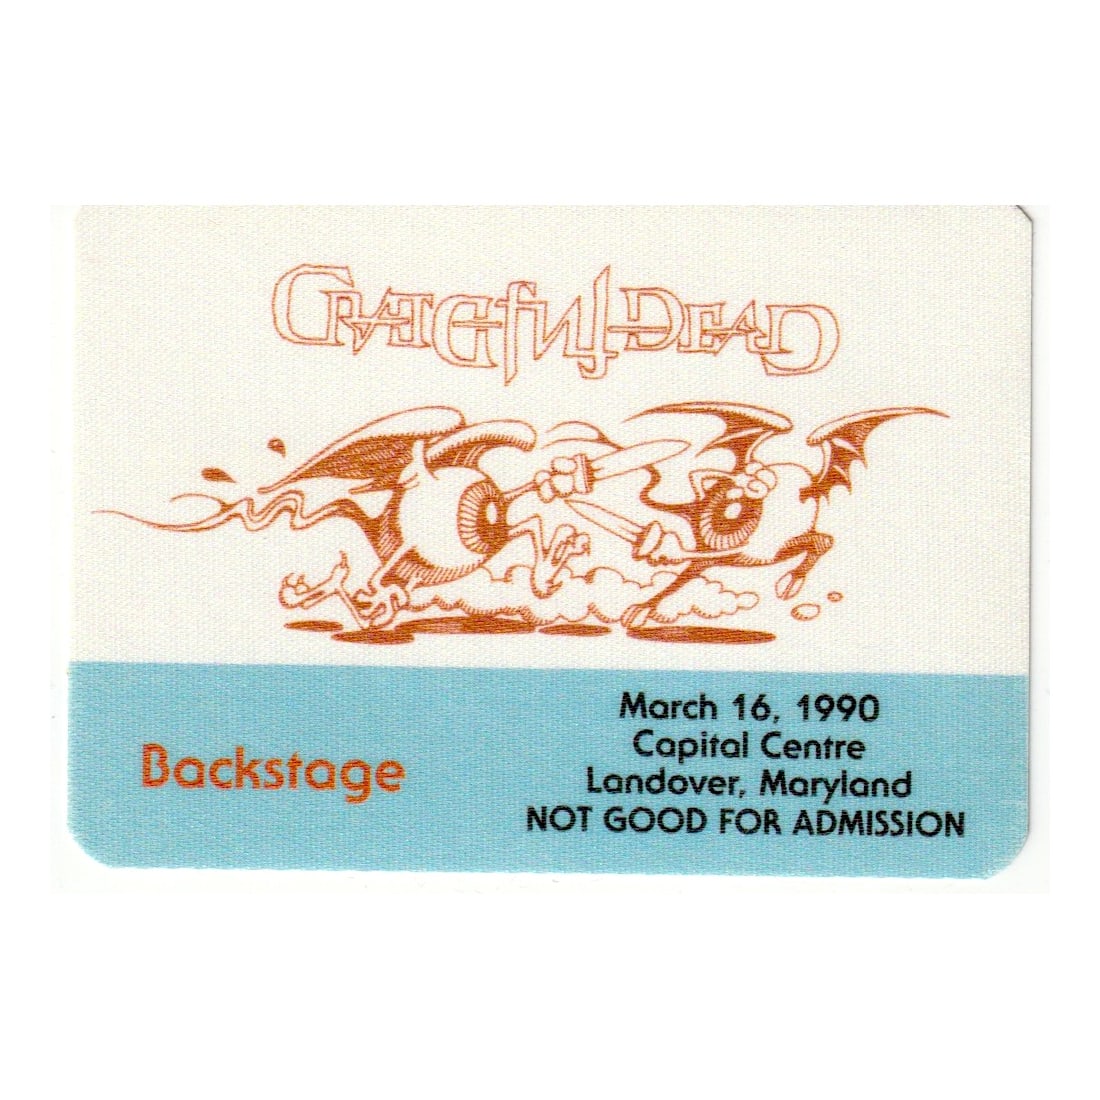 GRATEFUL DEAD
Backstage
March 16, 1990
Capital Centre
Landover, Maryland
NOT GOOD FOR ADMISSION